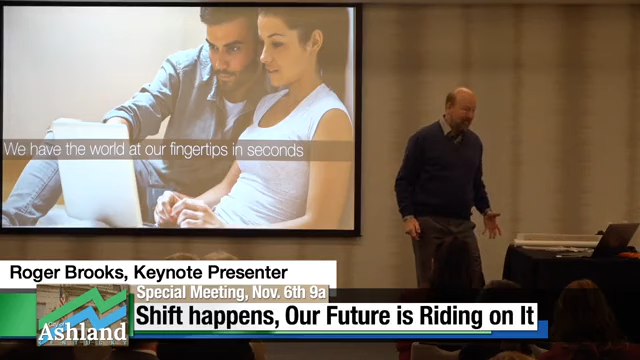 We have the world at our fingertips in seconds
Roger Brooks, Keynote Presenter
Special Meeting, Nov. 6th 9a
Ashland
Shift happens, Our Future is Riding on It